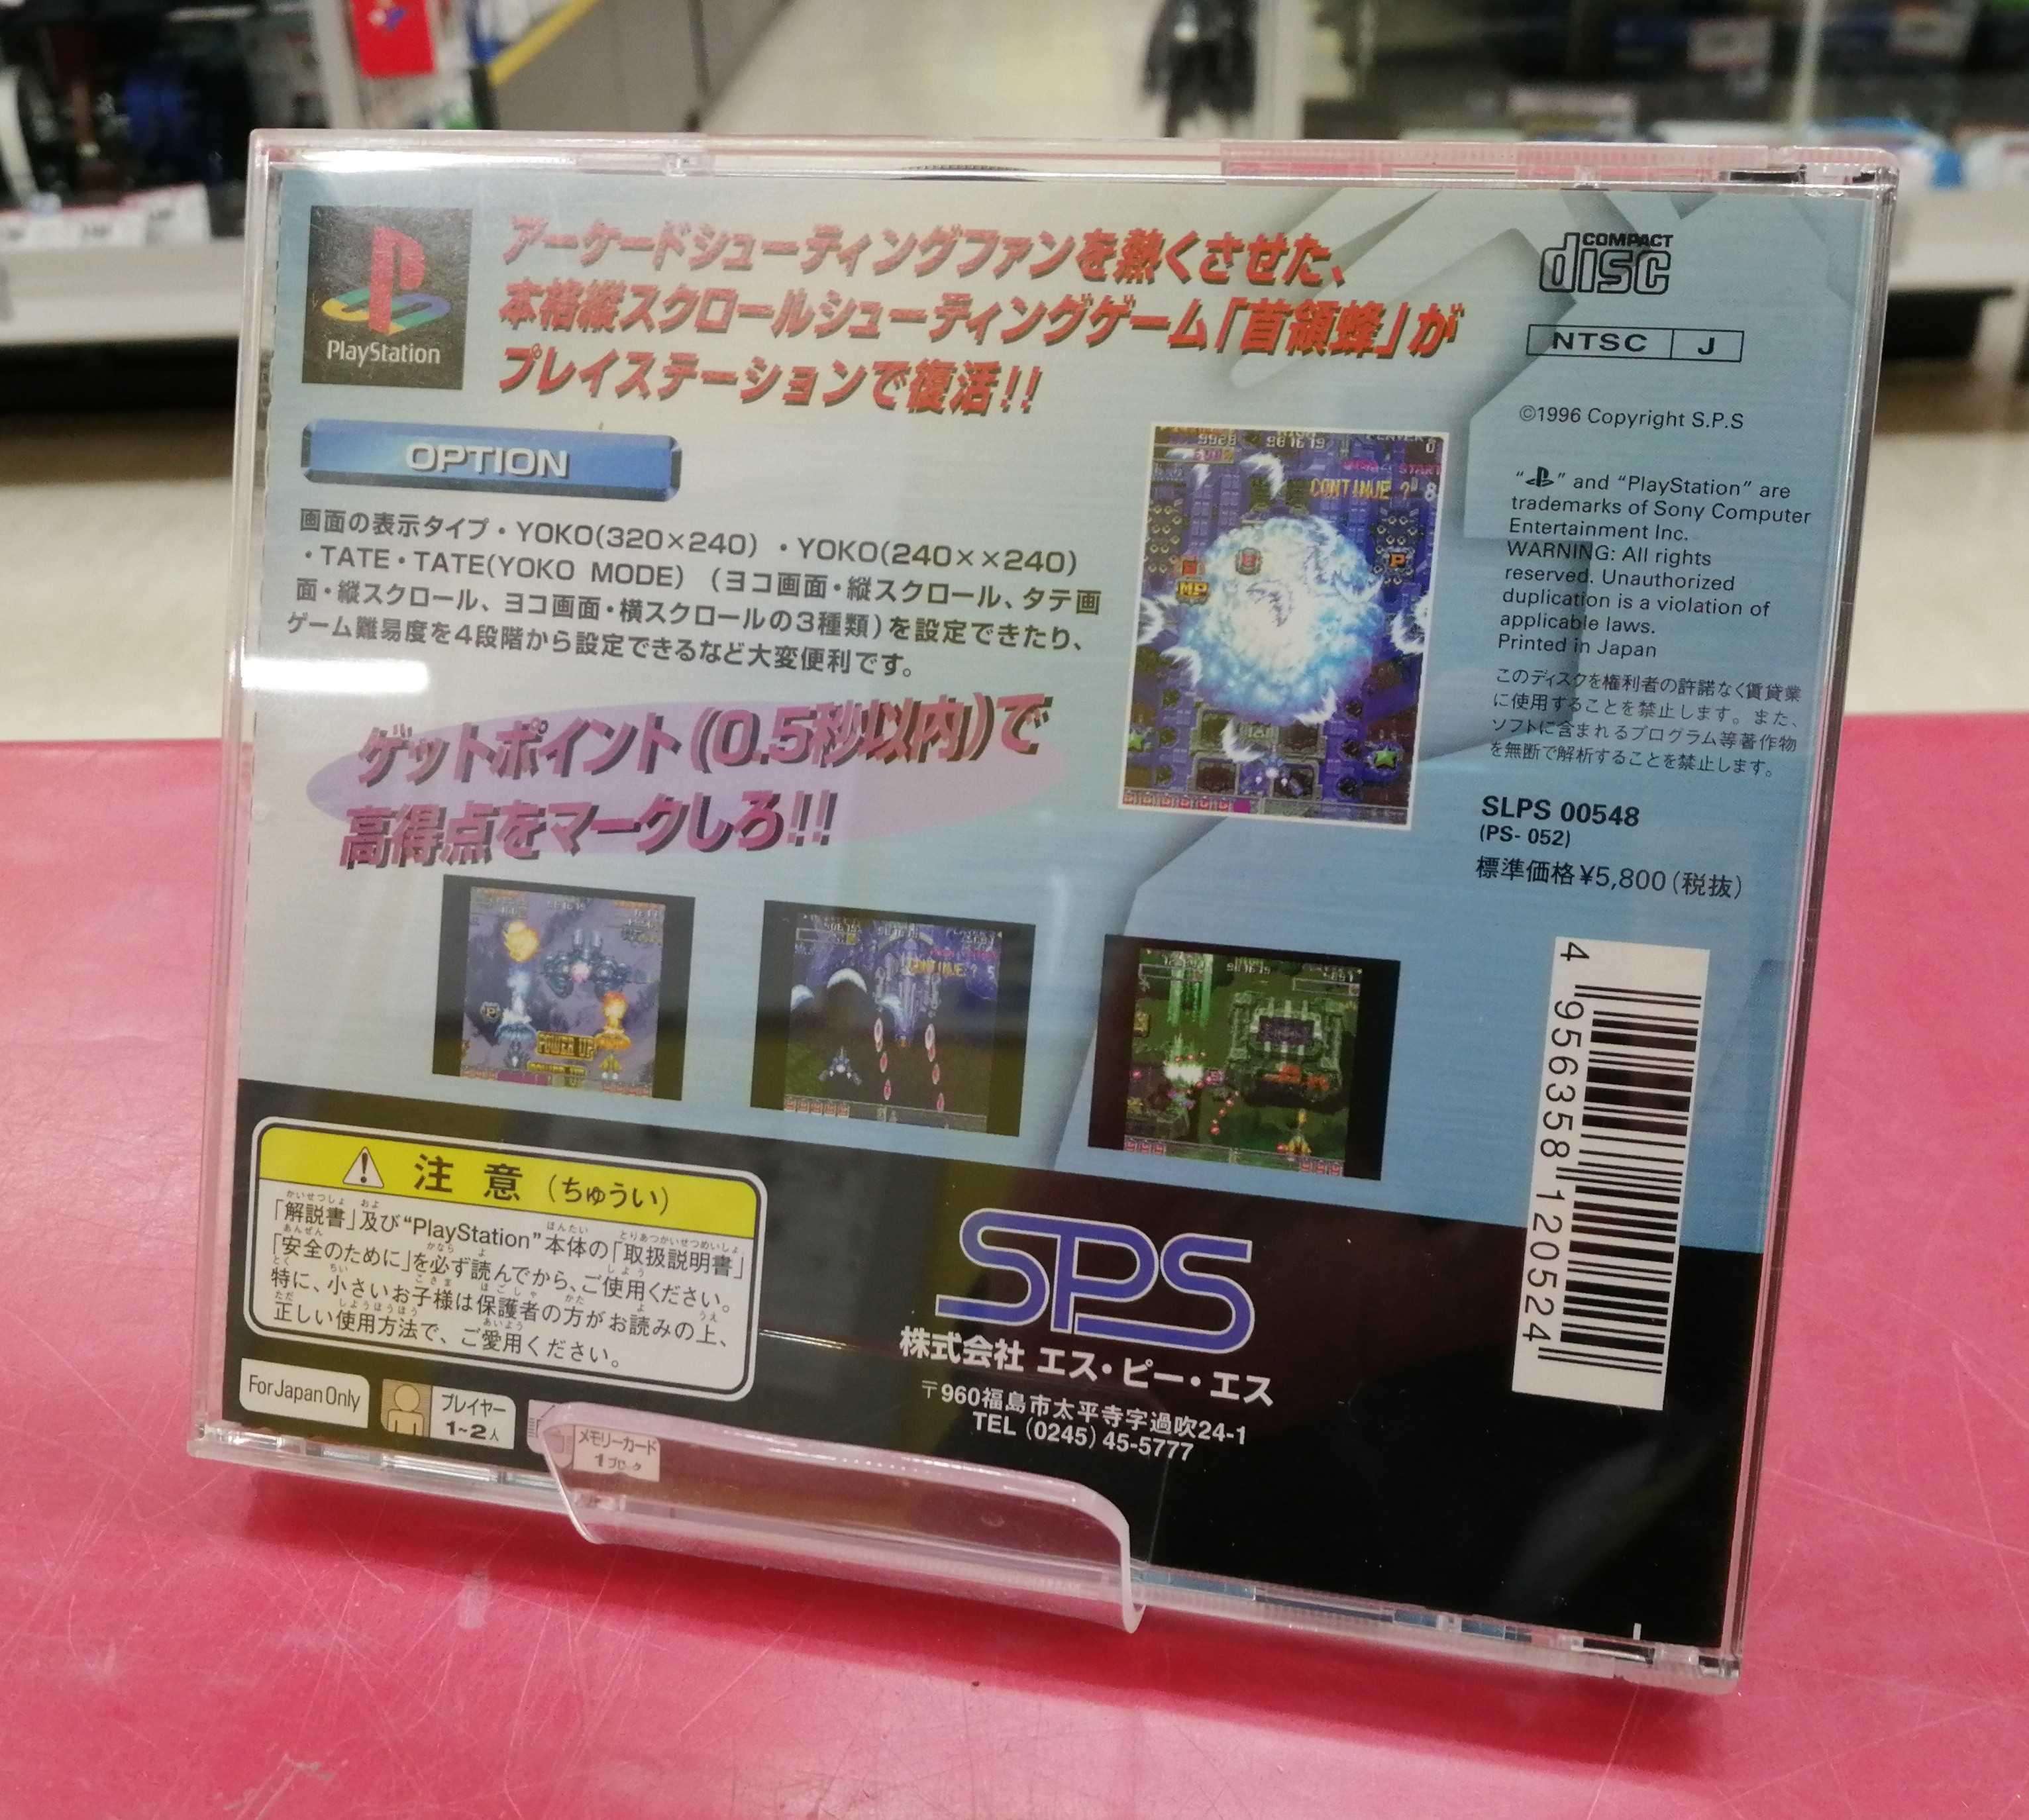 PlayStation
アーケードシューティングファンを熱くさせた、
本格縦スクロールシューティングゲーム「首領蜂」が
プレイステーションで復活!!
OPTION
画面の表示タイプ・YOKO(320×240)・YOKO(240××240)
・TATE・TATE(YOKO MODE) (ヨコ画面・縦スクロール、タテ画
面・縦スクロール、ヨコ画面・横スクロールの3種類)を設定できたり、
ゲーム難易度を4段階から設定できるなど大変便利です。
ゲットポイント(0.5秒以内)で
高得点をマークしろ!!
CONTINUE ? 8
P
MP
POWER UP
CONTINUE ? 5
COMPACT
disc
NTSC J
©1996 Copyright S.P.S
" " and "PlayStation" are
trademarks of Sony Computer
Entertainment Inc.
WARNING: All rights
reserved. Unauthorized
duplication is a violation of
applicable laws.
Printed in Japan
このディスクを権利者の許諾なく賃貸業
に使用することを禁止します。また、
ソフトに含まれるプログラム等著作物
を無断で解析することを禁止します。
SLPS 00548
(PS- 052)
標準価格¥5,800(税抜)
4 956358 120524
注意(ちゅうい)
「解説書」及び"PlayStation"本体の「取扱説明書」
「安全のために」を必ず読んでから、ご使用ください。
特に、小さいお子様は保護者の方がお読みの上、
正しい使用方法で、ご愛用ください。
For Japan Only
プレイヤー
1~2人
メモリーカード
1ブロック
SPS
株式会社 エス・ピー・エス
〒960福島市太平寺字過吹24-1
TEL (0245) 45-5777